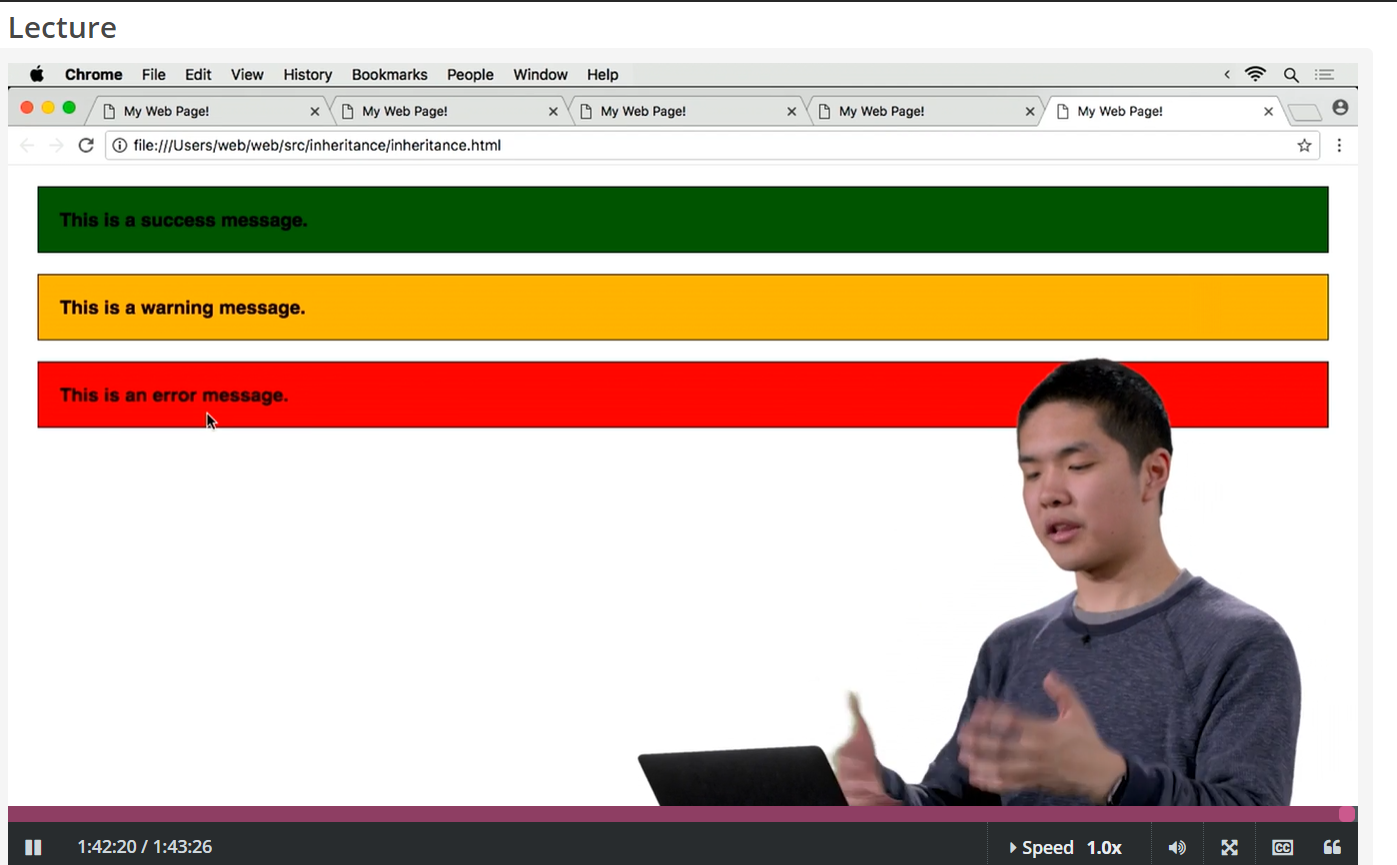 Lecture
Chrome File Edit View History Bookmarks People Window Help
My Web Page! My Web Page! My Web Page! My Web Page! My Web Page!
file:///Users/web/web/src/inheritance/inheritance.html
This is a success message.
This is a warning message.
This is an error message.
1:42:20 / 1:43:26 Speed 1.0x CC